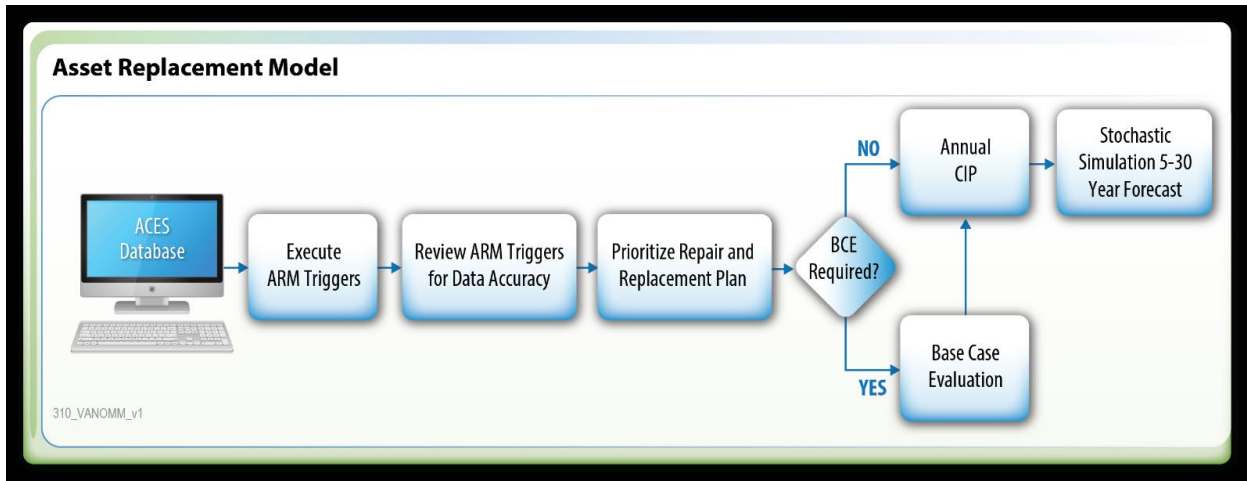 Asset Replacement Model
ACES
Database
Execute
ARM Triggers
Review ARM Triggers
for Data Accuracy
Prioritize Repair and
Replacement Plan
BCE
Required?
NO
Annual
CIP
Stochastic
Simulation 5-30
Year Forecast
YES
Base Case
Evaluation
310_VANOMM_v1